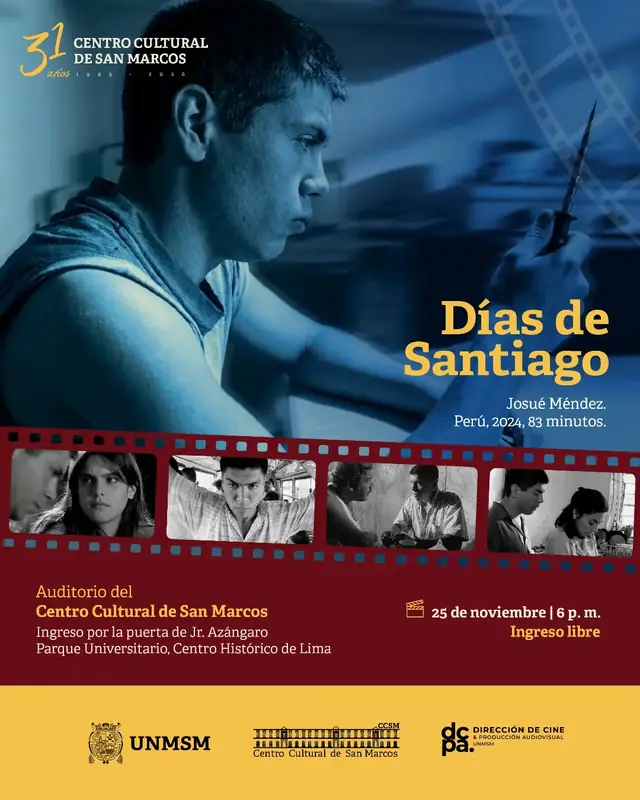 31
años
CENTRO CULTURAL
DE SAN MARCOS
1995 - 2026
Días de
Santiago
Josué Méndez.
Perú, 2024, 83 minutos.
Auditorio del
Centro Cultural de San Marcos
Ingreso por la puerta de Jr. Azángaro
Parque Universitario, Centro Histórico de Lima
25 de noviembre | 6 p. m.
Ingreso libre
UNMSM
CCSM
Centro Cultural de San Marcos
dcpa.
DIRECCIÓN DE CINE
& PRODUCCIÓN AUDIOVISUAL
UNMSM